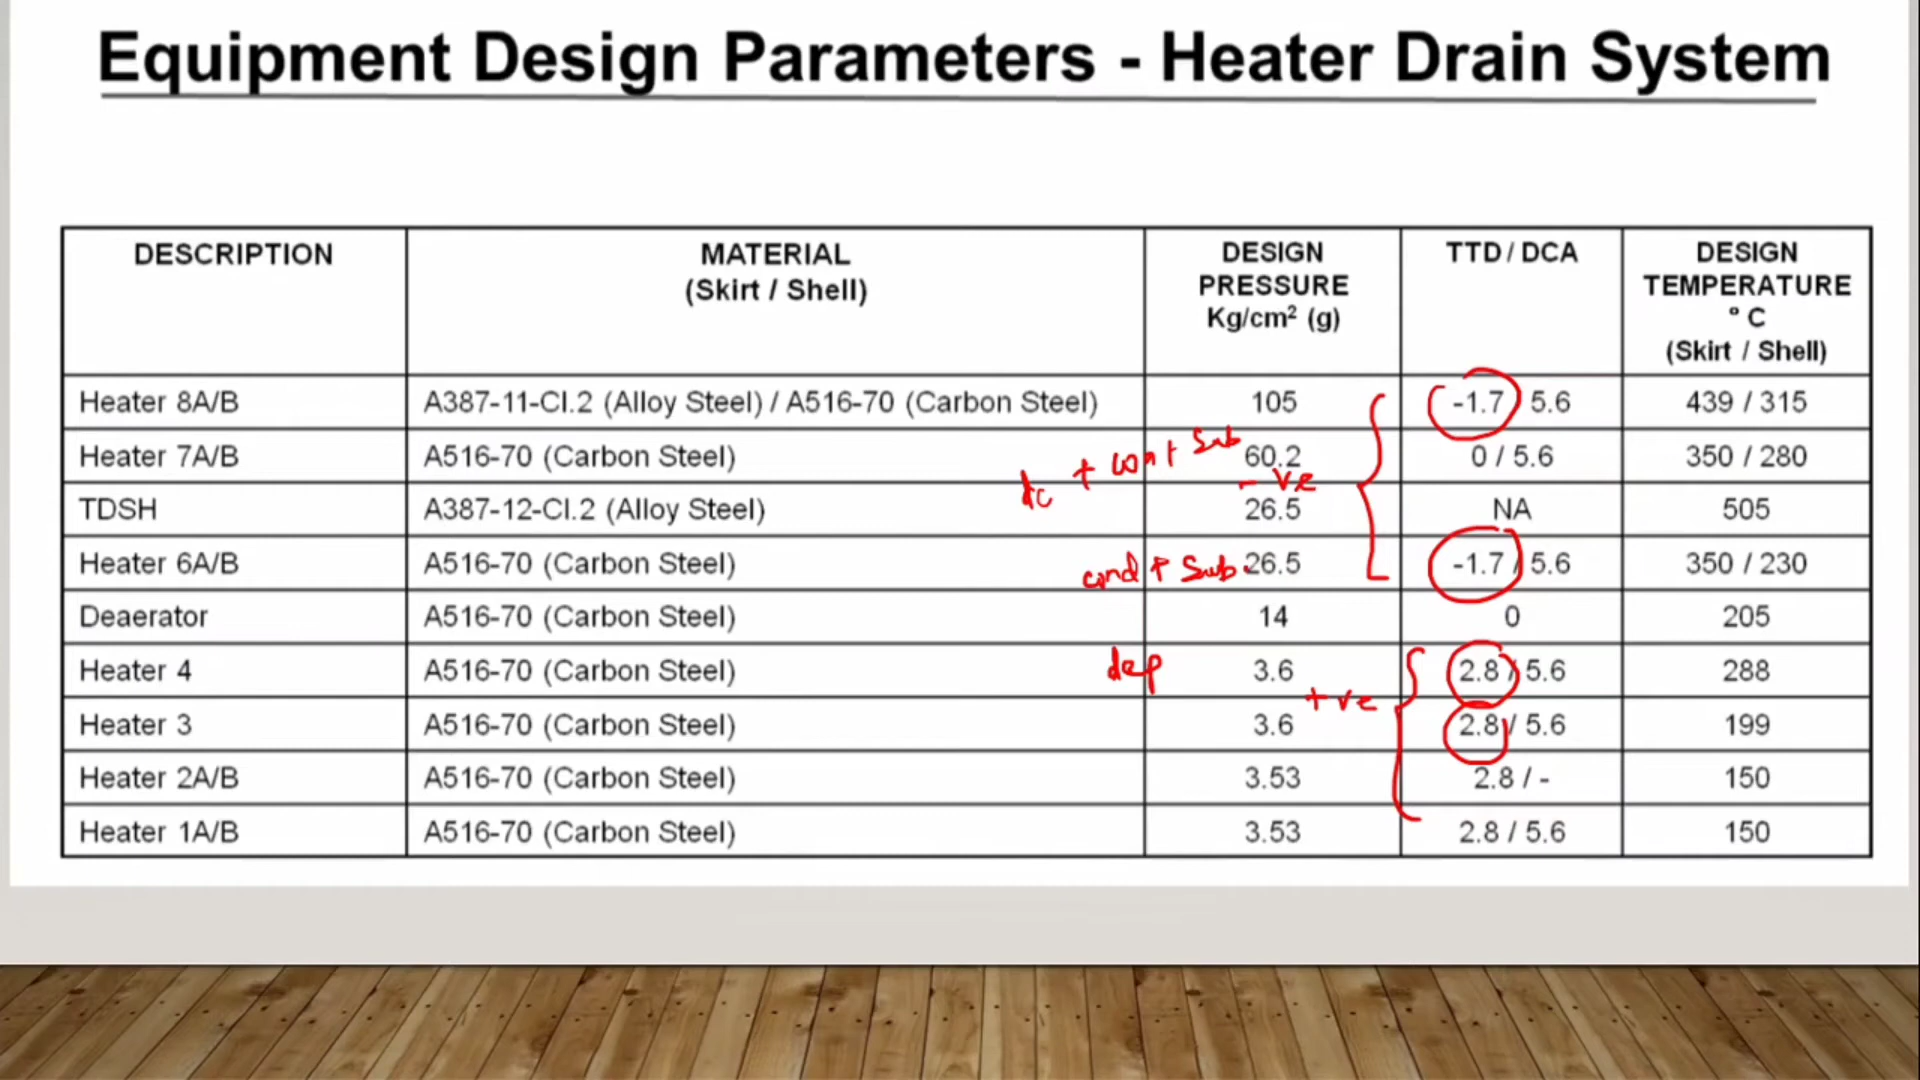 Equipment Design Parameters - Heater Drain System
DESCRIPTION MATERIAL (Skirt / Shell) DESIGN PRESSURE Kg/cm² (g) TTD / DCA DESIGN TEMPERATURE ° C (Skirt / Shell)
Heater 8A/B A387-11-Cl.2 (Alloy Steel) / A516-70 (Carbon Steel) 105 -1.7 / 5.6 439 / 315
Heater 7A/B A516-70 (Carbon Steel) 60.2 0 / 5.6 350 / 280
+ Sub
- ve
TDSH A387-12-Cl.2 (Alloy Steel) 26.5 NA 505
Heater 6A/B A516-70 (Carbon Steel) 26.5 -1.7 / 5.6 350 / 230
cond + Sub.
Deaerator A516-70 (Carbon Steel) 14 0 205
Heater 4 A516-70 (Carbon Steel) 3.6 2.8 / 5.6 288
+ ve
Heater 3 A516-70 (Carbon Steel) 3.6 2.8 / 5.6 199
Heater 2A/B A516-70 (Carbon Steel) 3.53 2.8 / - 150
Heater 1A/B A516-70 (Carbon Steel) 3.53 2.8 / 5.6 150